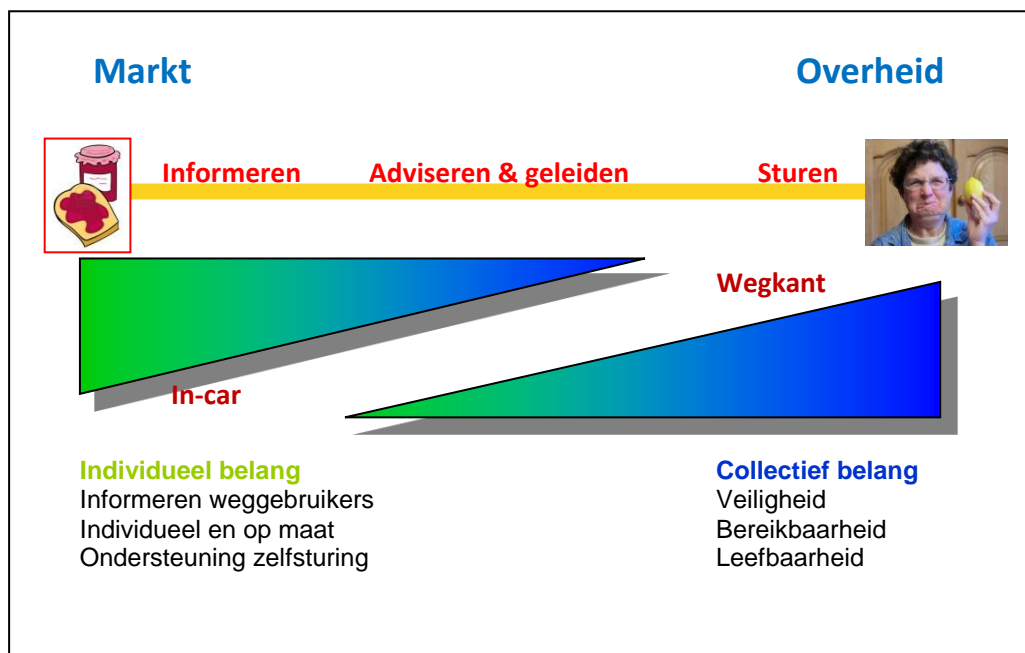 Markt
Overheid
Informeren
Adviseren & geleiden
Sturen
Wegkant
In-car
Individueel belang
Informeren weggebruikers
Individueel en op maat
Ondersteuning zelfsturing
Collectief belang
Veiligheid
Bereikbaarheid
Leefbaarheid